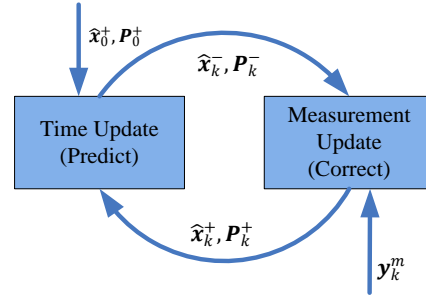 x̂₀⁺, P₀⁺
x̂ₖ⁻, Pₖ⁻
Time Update
(Predict)
Measurement
Update
(Correct)
x̂ₖ⁺, Pₖ⁺
yₖᵐ